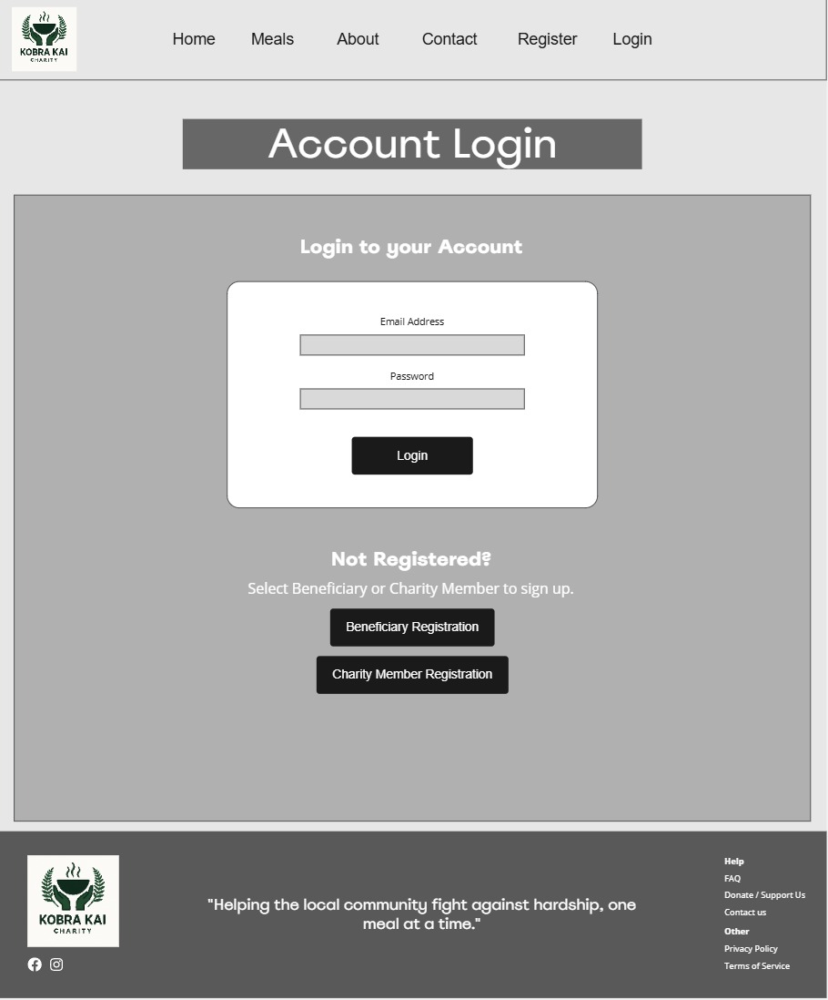 KOBRA KAI
CHARITY
Home Meals About Contact Register Login
Account Login
Login to your Account
Email Address
Password
Login
Not Registered?
Select Beneficiary or Charity Member to sign up.
Beneficiary Registration
Charity Member Registration
KOBRA KAI
CHARITY
"Helping the local community fight against hardship, one
meal at a time."
Help
FAQ
Donate / Support Us
Contact us
Other
Privacy Policy
Terms of Service